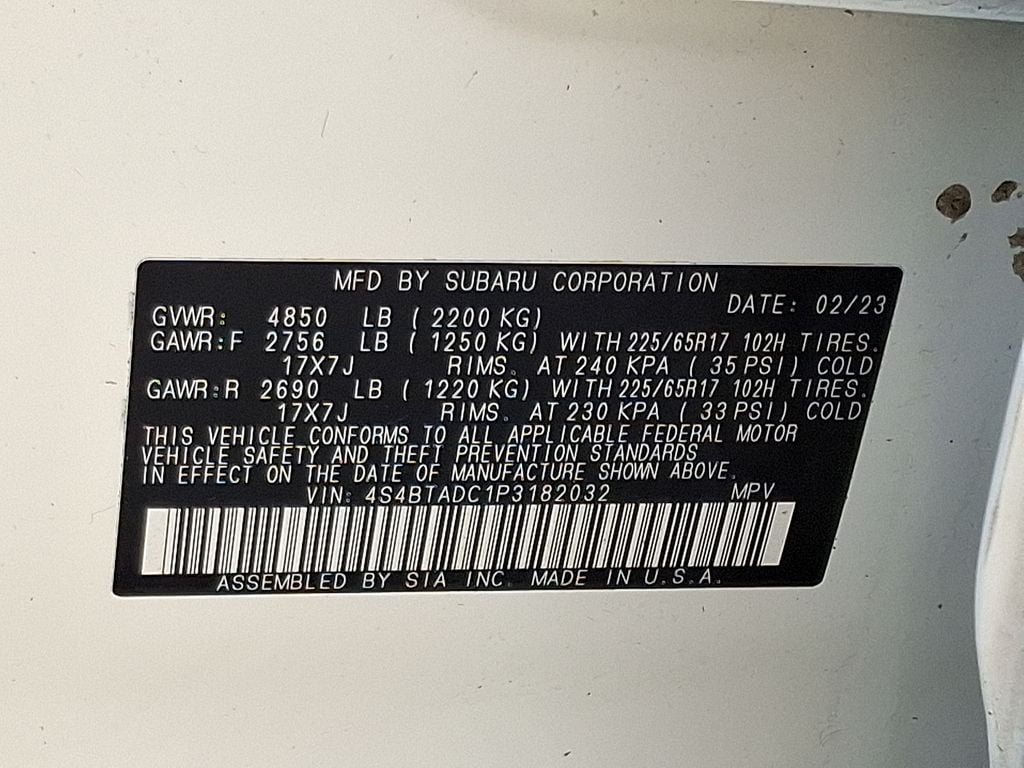 MFD BY SUBARU CORPORATION
DATE: 02/23
GVWR: 4850 LB (2200 KG)
GAWR:F 2756 LB (1250 KG) WITH 225/65R17 102H TIRES.
17X7J RIMS. AT 240 KPA (35 PSI) COLD
GAWR:R 2690 LB (1220 KG) WITH 225/65R17 102H TIRES.
17X7J RIMS. AT 230 KPA (33 PSI) COLD
THIS VEHICLE CONFORMS TO ALL APPLICABLE FEDERAL MOTOR
VEHICLE SAFETY AND THEFT PREVENTION STANDARDS
IN EFFECT ON THE DATE OF MANUFACTURE SHOWN ABOVE.
VIN: 4S4BTADC1P3182032 MPV
ASSEMBLED BY SIA INC. MADE IN U.S.A.